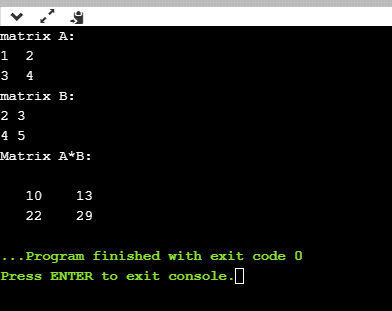 matrix A:
1 2
3 4
matrix B:
2 3
4 5
Matrix A*B:
10 13
22 29
...Program finished with exit code 0
Press ENTER to exit console.